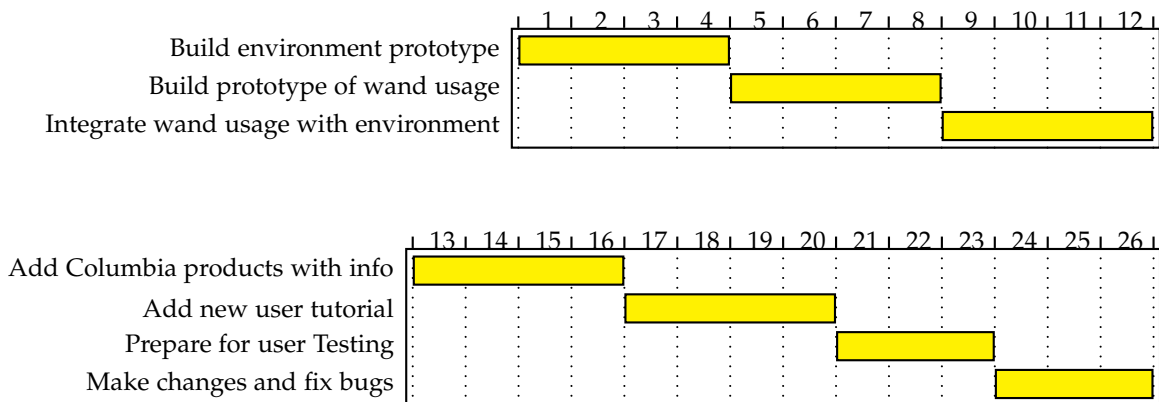 1 2 3 4 5 6 7 8 9 10 11 12
Build environment prototype
Build prototype of wand usage
Integrate wand usage with environment
13 14 15 16 17 18 19 20 21 22 23 24 25 26
Add Columbia products with info
Add new user tutorial
Prepare for user Testing
Make changes and fix bugs